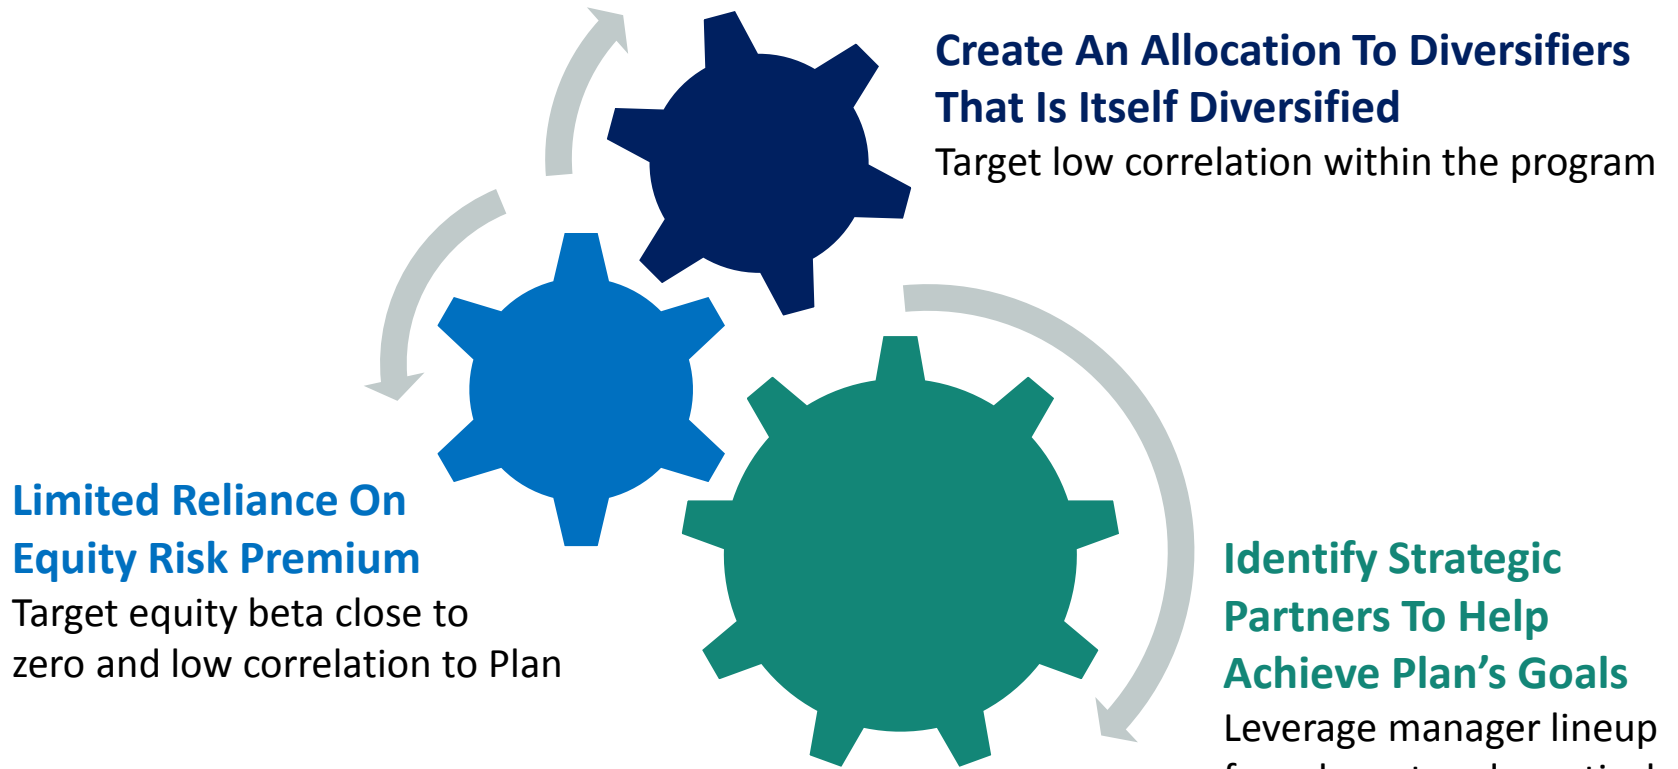 Create An Allocation To Diversifiers
That Is Itself Diversified
Target low correlation within the program
Limited Reliance On
Equity Risk Premium
Target equity beta close to
zero and low correlation to Plan
Identify Strategic
Partners To Help
Achieve Plan’s Goals
Leverage manager lineup